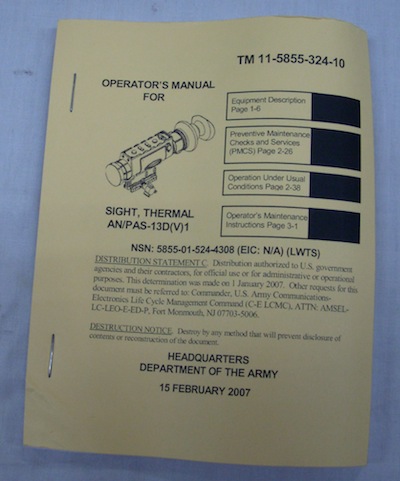 TM 11-5855-324-10
OPERATOR'S MANUAL
FOR
Equipment Description
Page 1-6
Preventive Maintenance
Checks and Services
(PMCS) Page 2-26
Operation Under Usual
Conditions Page 2-38
Operator's Maintenance
Instructions Page 3-1
SIGHT, THERMAL
AN/PAS-13D(V)1
NSN: 5855-01-524-4308 (EIC: N/A) (LWTS)
DISTRIBUTION STATEMENT C: Distribution authorized to U.S. government
agencies and their contractors, for official use or for administrative or operational
purposes. This determination was made on 1 January 2007. Other requests for this
document must be referred to: Commander, U.S. Army Communications-
Electronics Life Cycle Management Command (C-E LCMC), ATTN: AMSEL-
LC-LEO-E-ED-P, Fort Monmouth, NJ 07703-5006.
DESTRUCTION NOTICE. Destroy by any method that will prevent disclosure of
contents or reconstruction of the document.
HEADQUARTERS
DEPARTMENT OF THE ARMY
15 FEBRUARY 2007